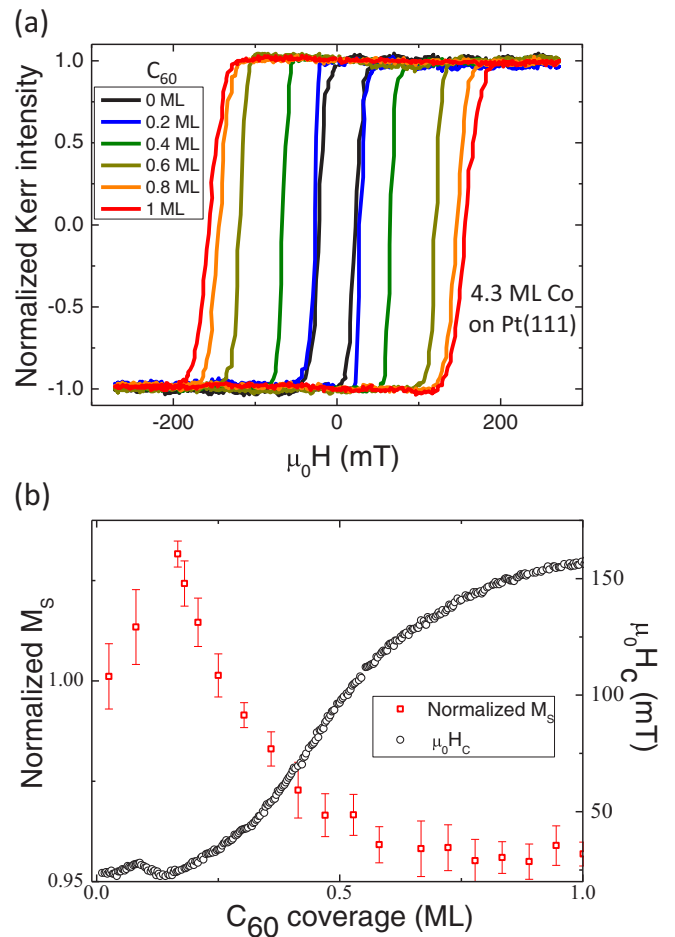 (a)
C60
0 ML
0.2 ML
0.4 ML
0.6 ML
0.8 ML
1 ML
4.3 ML Co
on Pt(111)
1.0
0.5
0.0
-0.5
-1.0
Normalized Kerr intensity
-200 0 200
μ0H (mT)
(b)
Normalized MS
1.00
0.95
Normalized MS
μ0HC
150
100
50
μ0HC (mT)
0.0 0.5 1.0
C60 coverage (ML)